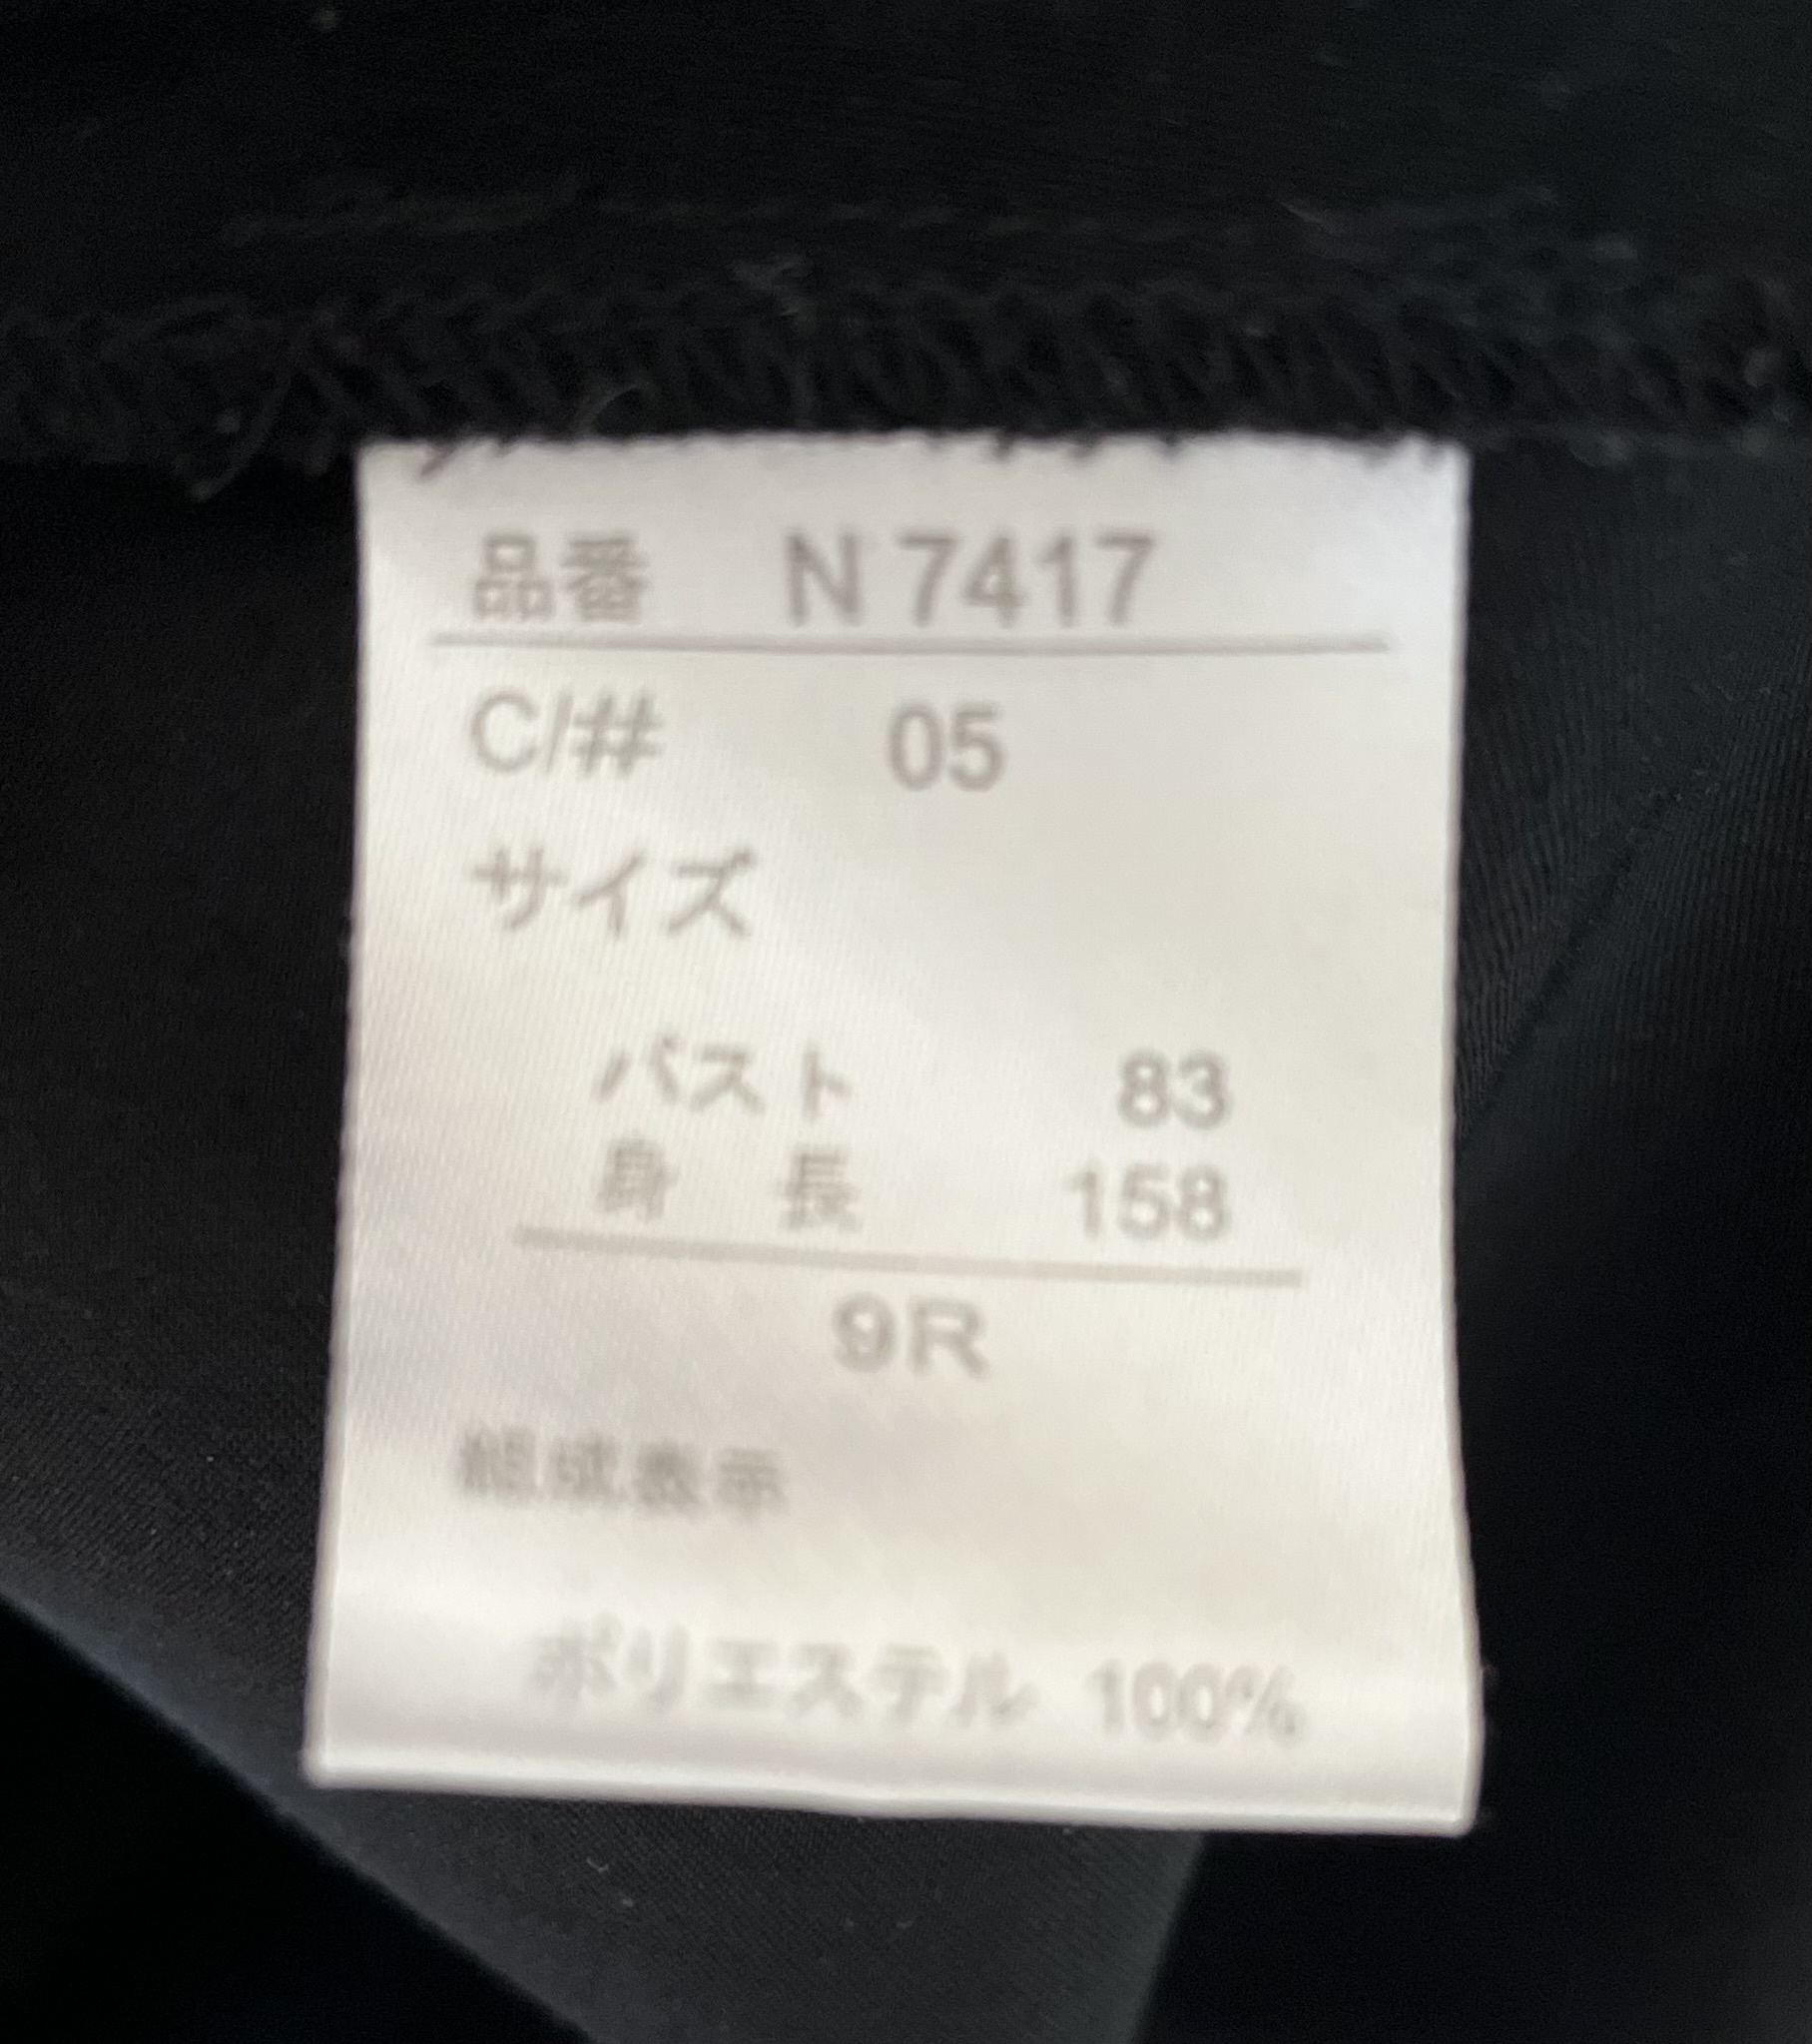 品番 N 7417
C/# 05
サイズ
バスト 83
身 長 158
9R
組成表示
ポリエステル 100%